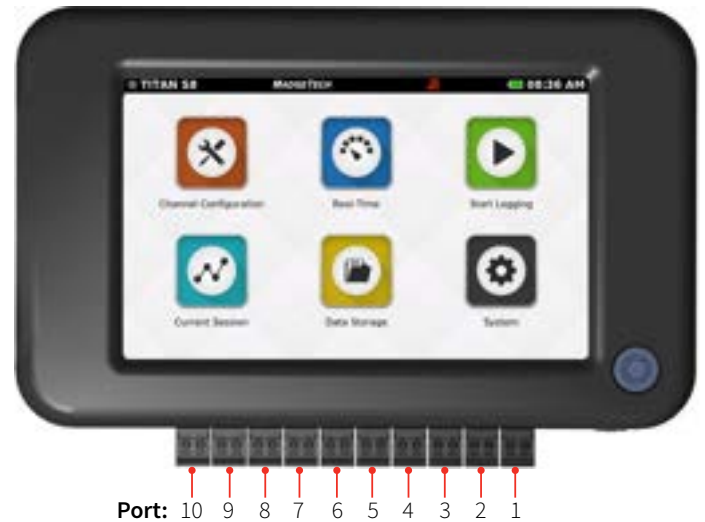 TITAN S8 MADGETECH 08:36 AM
Channel Configuration Real-Time Start Logging
Current Session Data Storage System
Port: 10 9 8 7 6 5 4 3 2 1